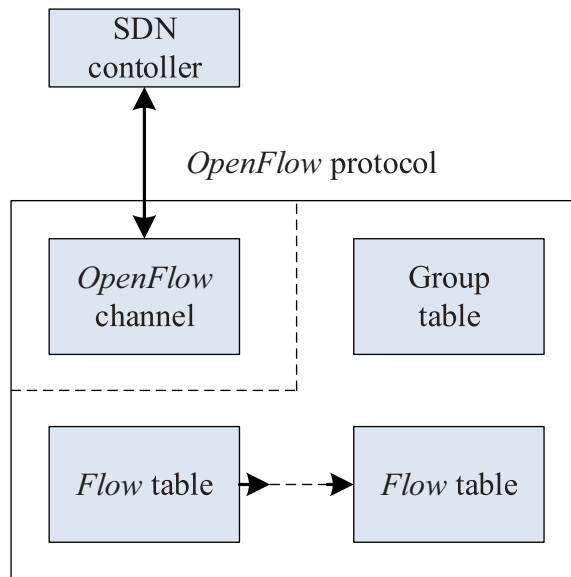 SDN
contoller
OpenFlow protocol
OpenFlow
channel
Group
table
Flow table
Flow table